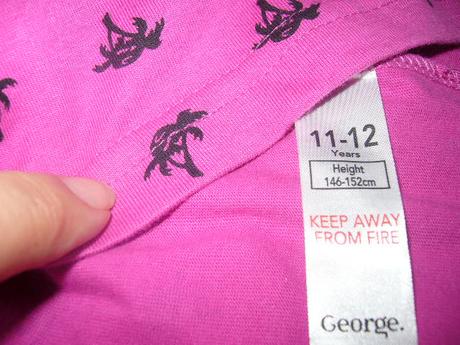 11-12
Years
Height
146-152cm
KEEP AWAY
FROM FIRE
George.